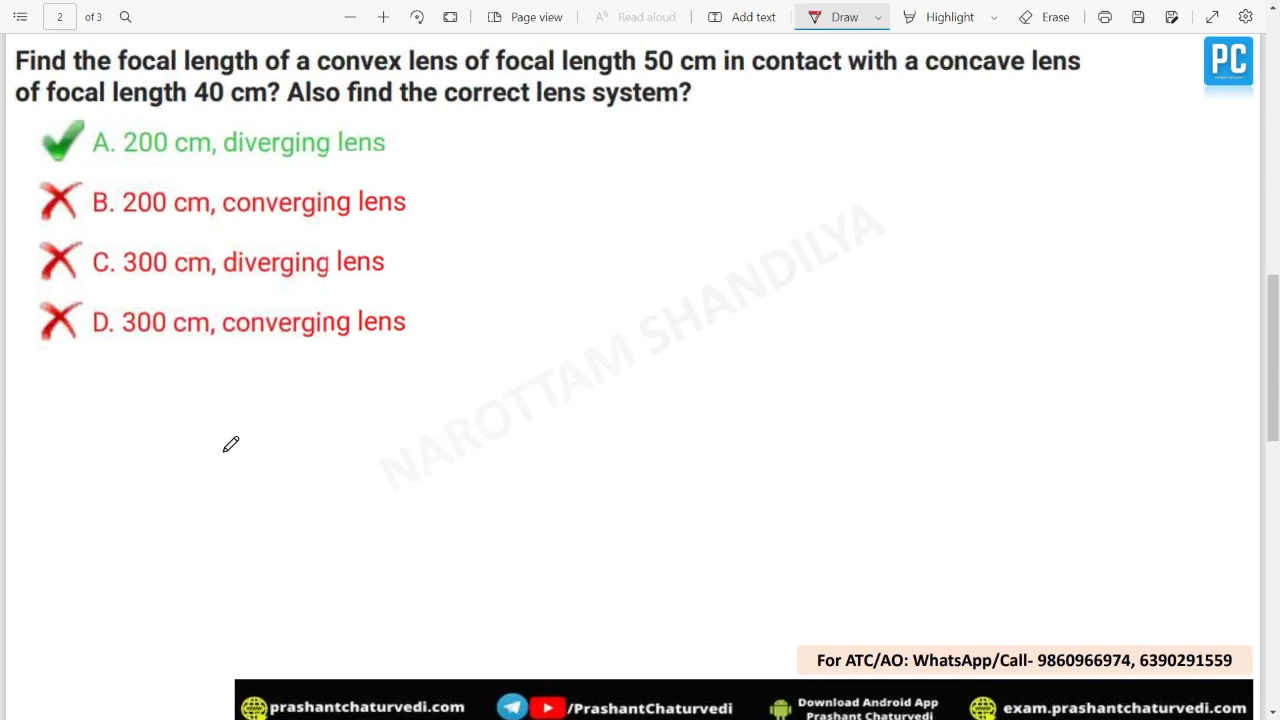 2 of 3 Page view Read aloud Add text Draw Highlight Erase
Find the focal length of a convex lens of focal length 50 cm in contact with a concave lens
of focal length 40 cm? Also find the correct lens system?
PC
A. 200 cm, diverging lens
B. 200 cm, converging lens
C. 300 cm, diverging lens
D. 300 cm, converging lens
NAROTTAM SHANDILYA
For ATC/AO: WhatsApp/Call- 9860966974, 6390291559
prashantchaturvedi.com /PrashantChaturvedi Download Android App exam.prashantchaturvedi.com
Prashant Chaturvedi